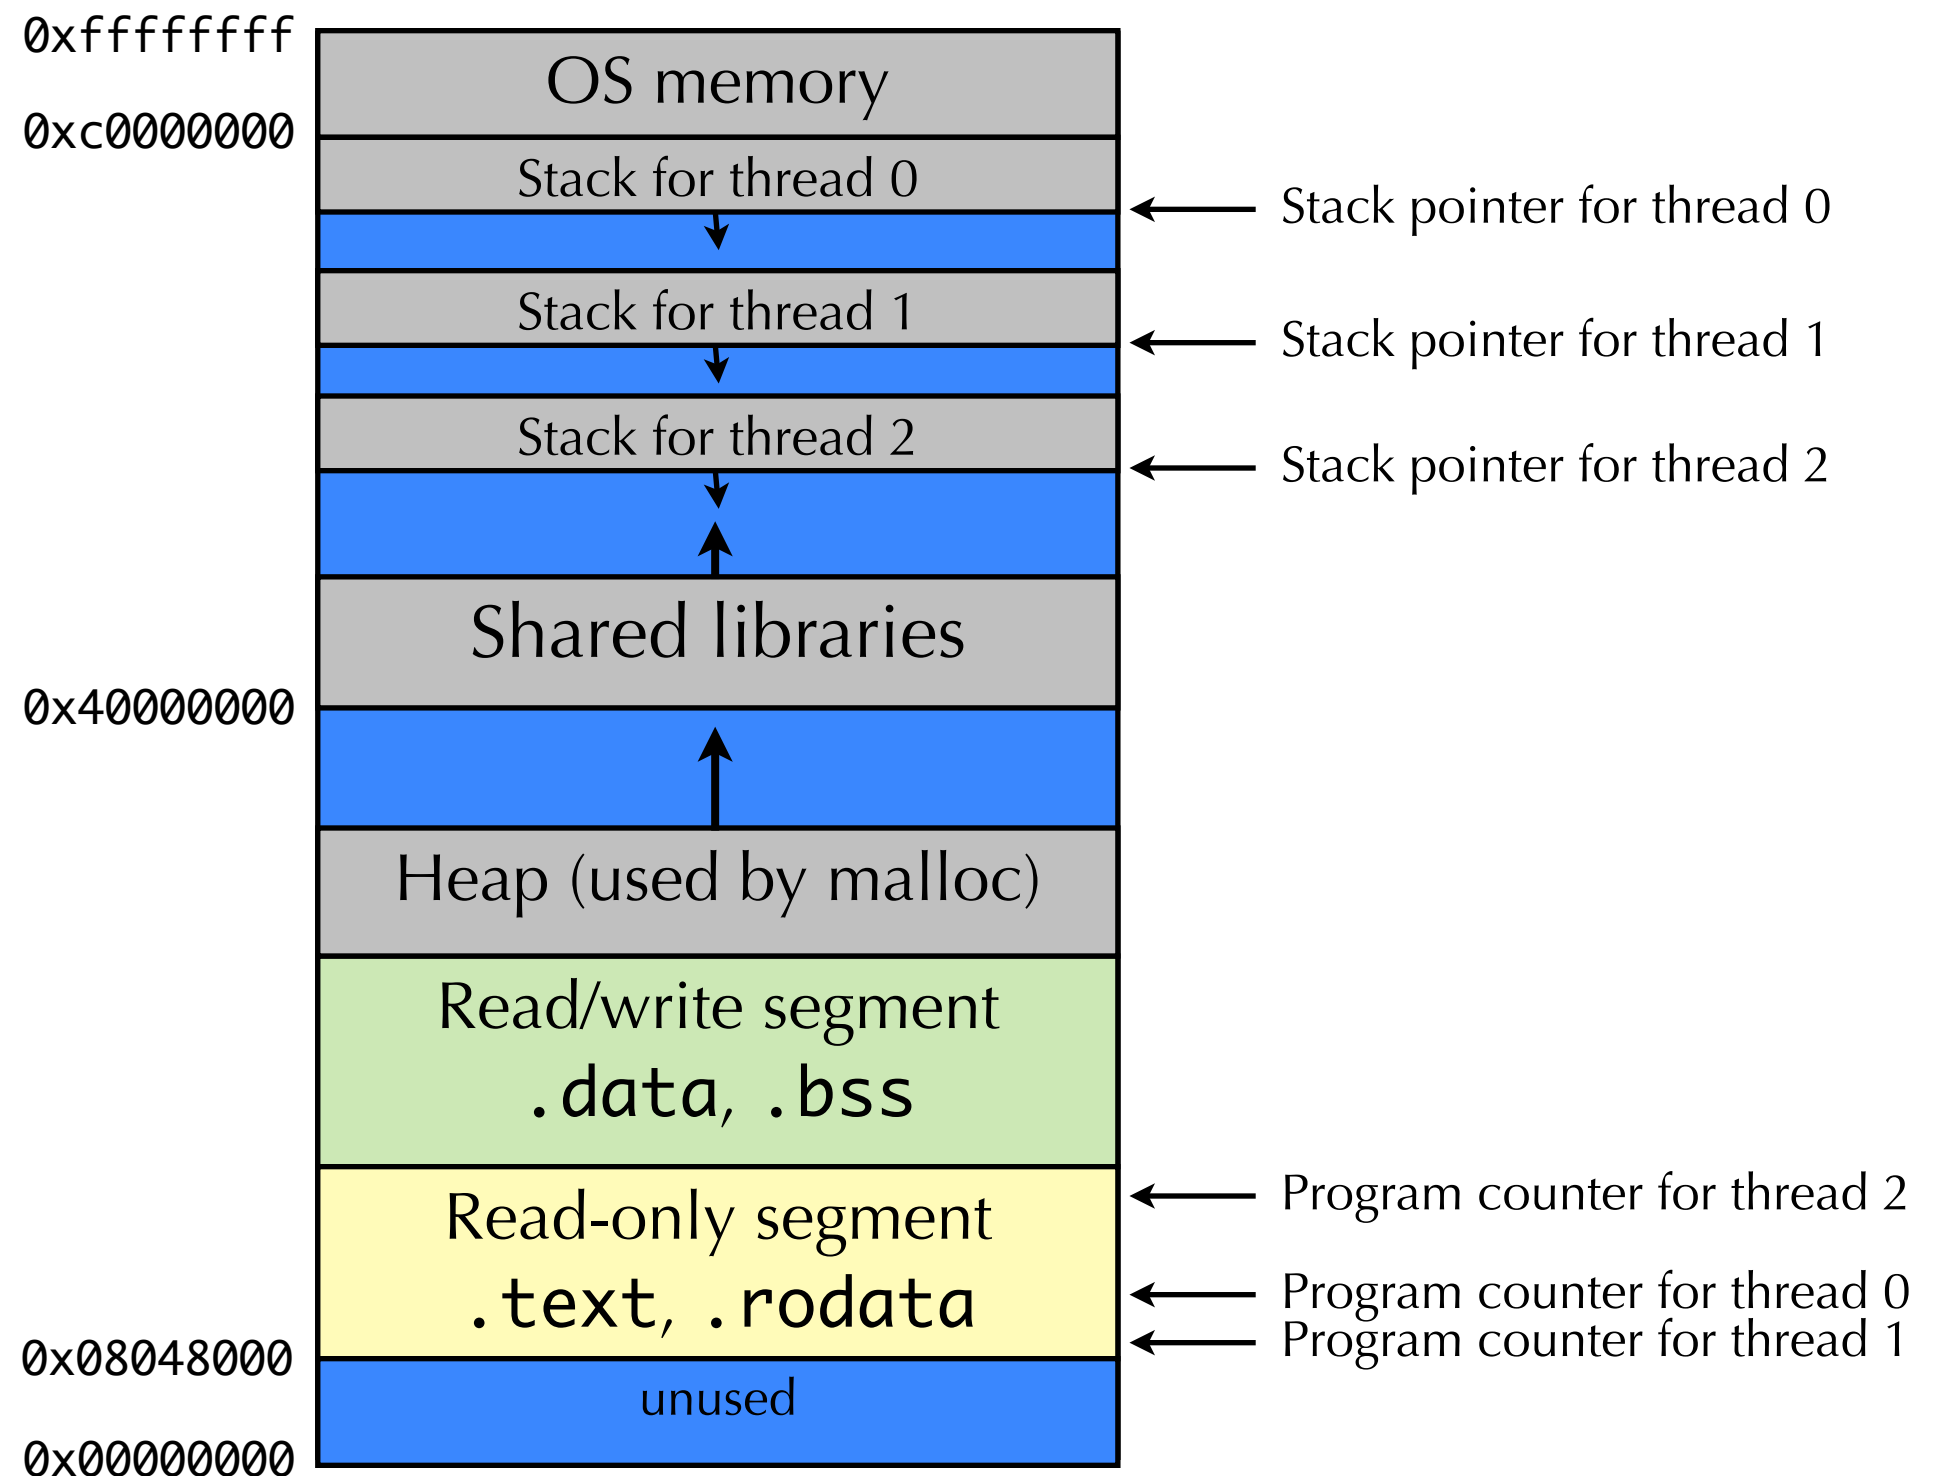 0xffffffff
OS memory
0xc0000000
Stack for thread 0
Stack pointer for thread 0
Stack for thread 1
Stack pointer for thread 1
Stack for thread 2
Stack pointer for thread 2
Shared libraries
0x40000000
Heap (used by malloc)
Read/write segment
.data, .bss
Read-only segment
.text, .rodata
Program counter for thread 2
Program counter for thread 0
Program counter for thread 1
0x08048000
unused
0x00000000